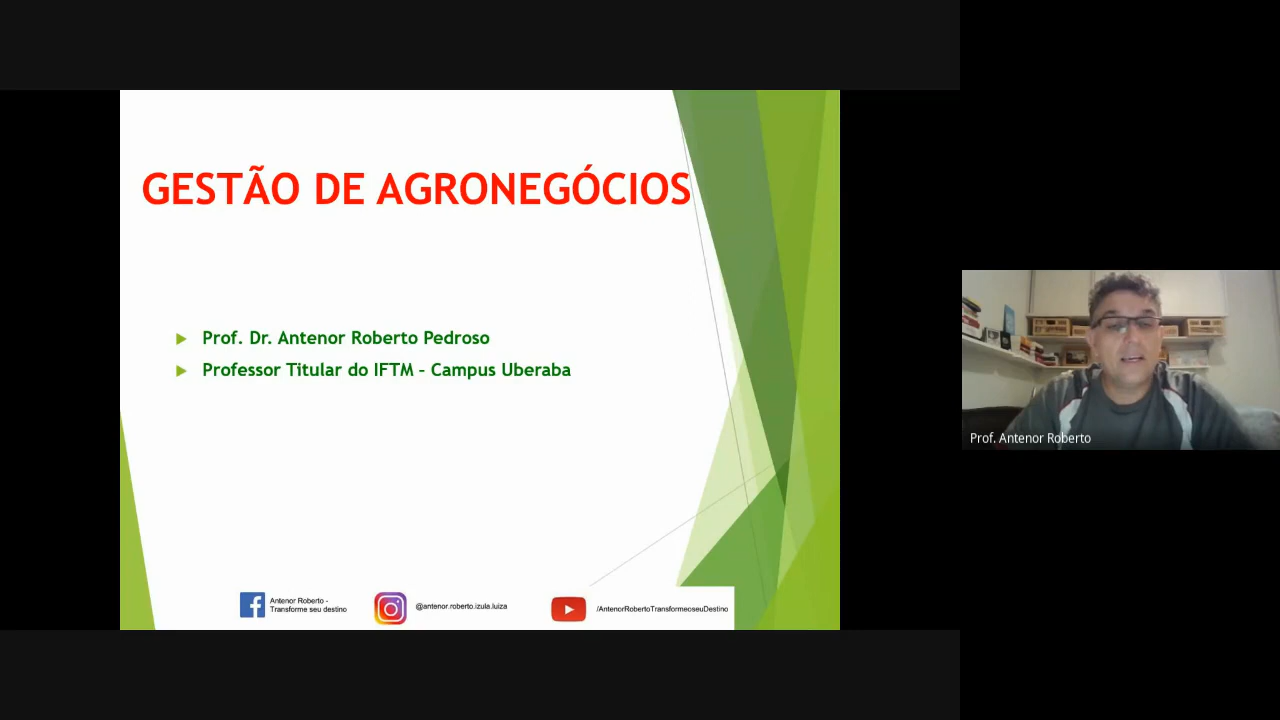 GESTÃO DE AGRONEGÓCIOS
Prof. Dr. Antenor Roberto Pedroso
Professor Titular do IFTM - Campus Uberaba
Antenor Roberto -
Transforme seu destino
@antenor.roberto.izula.luiza
/AntenorRobertoTransformeoseuDestino
Prof. Antenor Roberto